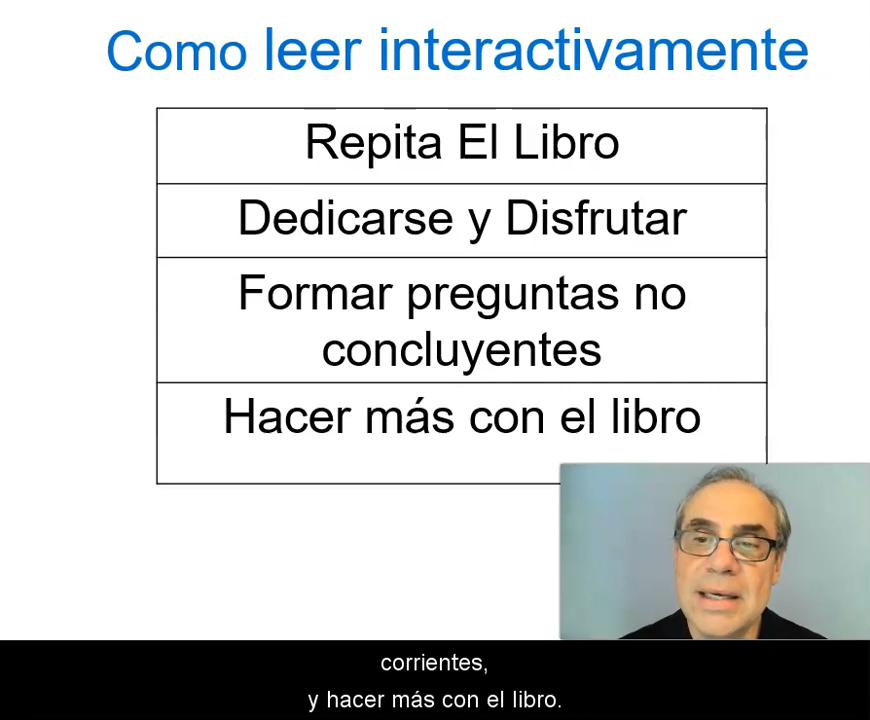 Como leer interactivamente
Repita El Libro
Dedicarse y Disfrutar
Formar preguntas no
concluyentes
Hacer más con el libro
corrientes,
y hacer más con el libro.